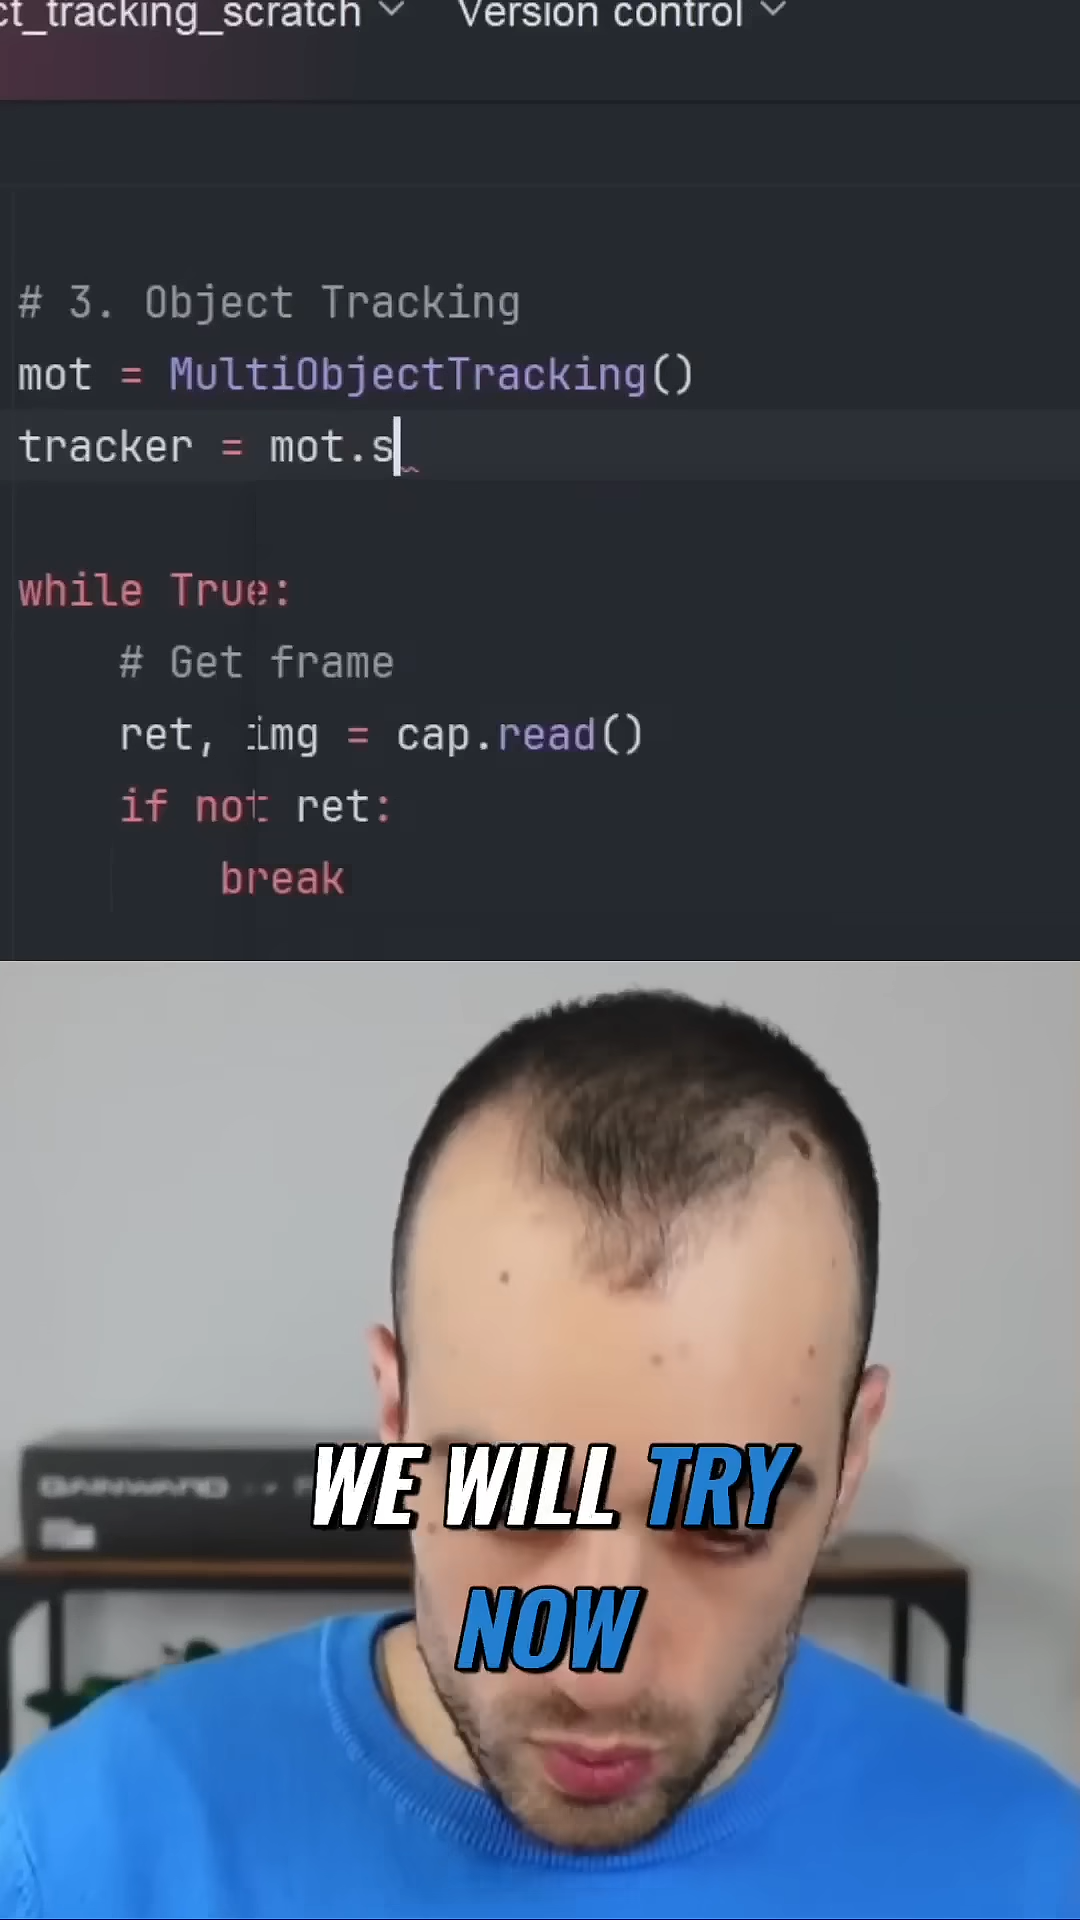 ct_tracking_scratch Version control
# 3. Object Tracking
mot = MultiObjectTracking()
tracker = mot.s
while True:
# Get frame
ret, img = cap.read()
if not ret:
break
GAINWARD
WE WILL TRY
NOW